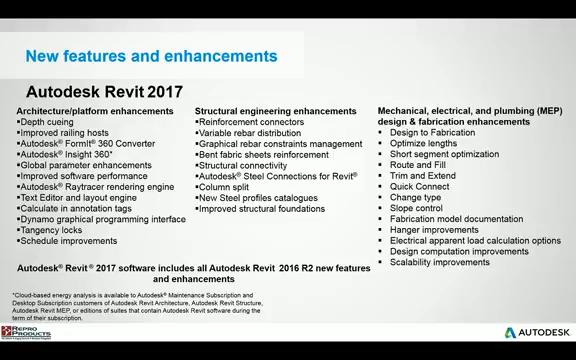 New features and enhancements
Autodesk Revit 2017
Architecture/platform enhancements
▪Depth cueing
▪Improved railing hosts
▪Autodesk® FormIt® 360 Converter
▪Autodesk® Insight 360*
▪Global parameter enhancements
▪Improved software performance
▪Autodesk® Raytracer rendering engine
▪Text Editor and layout engine
▪Calculate in annotation tags
▪Dynamo graphical programming interface
▪Tangency locks
▪Schedule improvements
Structural engineering enhancements
▪Reinforcement connectors
▪Variable rebar distribution
▪Graphical rebar constraints management
▪Bent fabric sheets reinforcement
▪Structural connectivity
▪Autodesk® Steel Connections for Revit®
▪Column split
▪New Steel profiles catalogues
▪Improved structural foundations
Mechanical, electrical, and plumbing (MEP)
design & fabrication enhancements
▪ Design to Fabrication
▪ Optimize lengths
▪ Short segment optimization
▪ Route and Fill
▪ Trim and Extend
▪ Quick Connect
▪ Change type
▪ Slope control
▪ Fabrication model documentation
▪ Hanger improvements
▪ Electrical apparent load calculation options
▪ Design computation improvements
▪ Scalability improvements
Autodesk® Revit® 2017 software includes all Autodesk Revit 2016 R2 new features
and enhancements
*Cloud-based energy analysis is available to Autodesk® Maintenance Subscription and
Desktop Subscription customers of Autodesk Revit Architecture, Autodesk Revit Structure,
Autodesk Revit MEP, or editions of suites that contain Autodesk Revit software during the
term of their subscription.
REPRO
PRODUCTS
AUTODESK